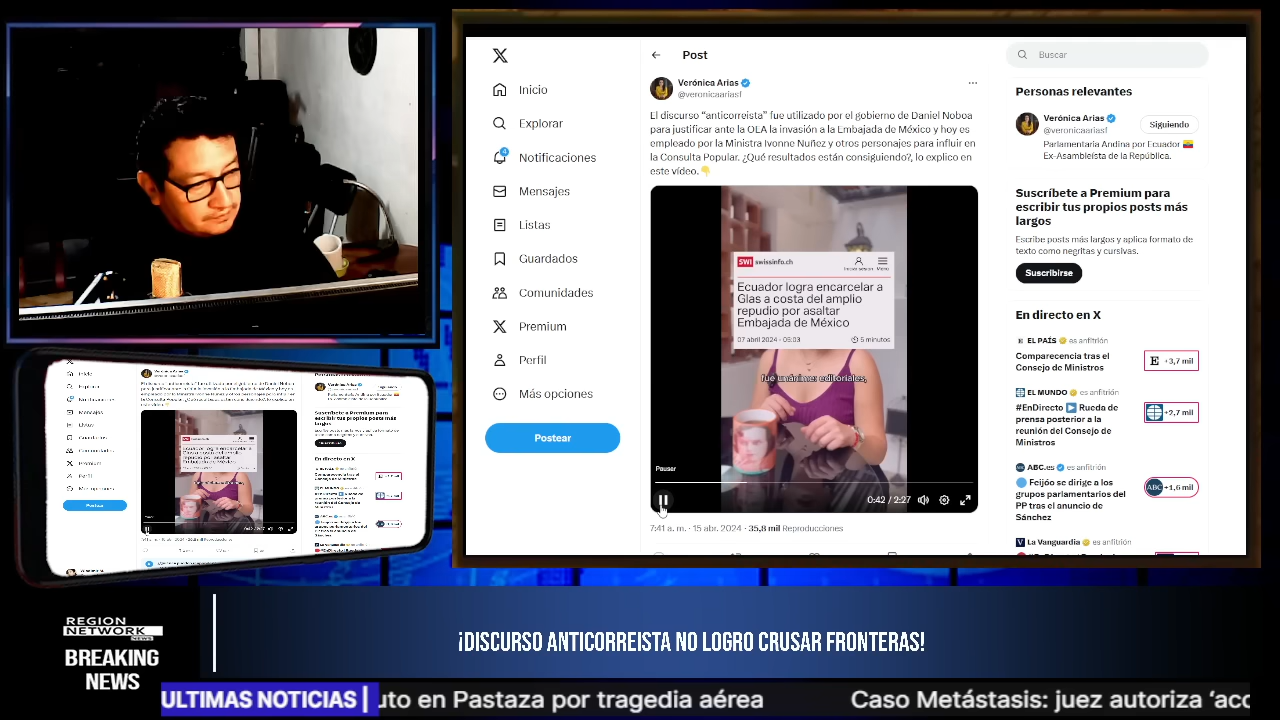 Inicio
Explorar
4
Notificaciones
Mensajes
Listas
Guardados
Comunidades
Premium
Perfil
Más opciones
Postear
Post
Verónica Arias
@veronicaariasf
El discurso “anticorreista” fue utilizado por el gobierno de Daniel Noboa
para justificar ante la OEA la invasión a la Embajada de México y hoy es
empleado por la Ministra Ivonne Nuñez y otros personajes para influir en
la Consulta Popular. ¿Qué resultados están consiguiendo?, lo explico en
este vídeo.
SWI swissinfo.ch
Iniciar sesión Menú
Ecuador logra encarcelar a
Glas a costa del amplio
repudio por asaltar
Embajada de México
07 abril 2024 - 05:03
5 minutos
fue unánime: editoriales,
Pausar
0:42 / 2:27
7:41 a. m. · 15 abr. 2024 · 35,8 mil Reproducciones
Buscar
Personas relevantes
Verónica Arias
@veronicaariasf
Siguiendo
Parlamentaria Andina por Ecuador
Ex-Asambleísta de la República.
Suscríbete a Premium para
escribir tus propios posts más
largos
Escribe posts más largos y aplica formato de
texto como negritas y cursivas.
Suscribirse
En directo en X
EL PAÍS es anfitrión
Comparecencia tras el
Consejo de Ministros
E +3,7 mil
EL MUNDO es anfitrión
#EnDirecto Rueda de
prensa posterior a la
reunión del Consejo de
Ministros
+2,7 mil
ABC.es es anfitrión
Feijóo se dirige a los
grupos parlamentarios del
PP tras el anuncio de
Sánchez
ABC +1,6 mil
La Vanguardia es anfitrión
REGION
NETWORK
NEWS
BREAKING
NEWS
¡DISCURSO ANTICORREISTA NO LOGRO CRUSAR FRONTERAS!
ULTIMAS NOTICIAS | uto en Pastaza por tragedia aérea Caso Metástasis: juez autoriza ‘acc